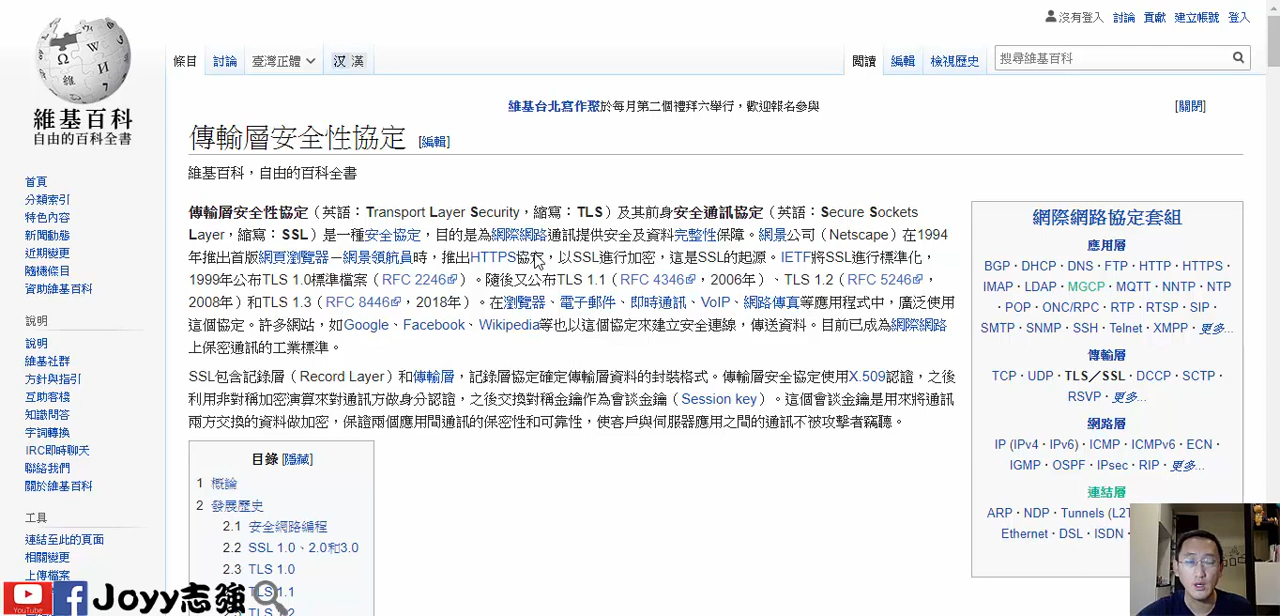 沒有登入 討論 貢獻 建立帳號 登入
條目 討論 臺灣正體 汉 漢 閱讀 編輯 檢視歷史 搜尋維基百科
維基百科
自由的百科全書
維基台北寫作聚於每月第二個禮拜六舉行，歡迎報名參與 [關閉]
傳輸層安全性協定 [編輯]
維基百科，自由的百科全書
首頁
分類索引
特色內容
新聞動態
近期變更
隨機條目
資助維基百科
說明
說明
維基社群
方針與指引
互助客棧
知識問答
字詞轉換
IRC即時聊天
聯絡我們
關於維基百科
工具
連結至此的頁面
相關變更
上傳檔案
傳輸層安全性協定（英語：Transport Layer Security，縮寫：TLS）及其前身安全通訊協定（英語：Secure Sockets
Layer，縮寫：SSL）是一種安全協定，目的是為網際網路通訊提供安全及資料完整性保障。網景公司（Netscape）在1994
年推出首版網頁瀏覽器－網景領航員時，推出HTTPS協定，以SSL進行加密，這是SSL的起源。IETF將SSL進行標準化，
1999年公布TLS 1.0標準檔案（RFC 2246）。隨後又公布TLS 1.1（RFC 4346，2006年）、TLS 1.2（RFC 5246，
2008年）和TLS 1.3（RFC 8446，2018年）。在瀏覽器、電子郵件、即時通訊、VoIP、網路傳真等應用程式中，廣泛使用
這個協定。許多網站，如Google、Facebook、Wikipedia等也以這個協定來建立安全連線，傳送資料。目前已成為網際網路
上保密通訊的工業標準。
SSL包含記錄層（Record Layer）和傳輸層，記錄層協定確定傳輸層資料的封裝格式。傳輸層安全協定使用X.509認證，之後
利用非對稱加密演算來對通訊方做身分認證，之後交換對稱金鑰作為會談金鑰（Session key）。這個會談金鑰是用來將通訊
兩方交換的資料做加密，保證兩個應用間通訊的保密性和可靠性，使客戶與伺服器應用之間的通訊不被攻擊者竊聽。
目錄 [隱藏]
1 概論
2 發展歷史
2.1 安全網路編程
2.2 SSL 1.0、2.0和3.0
2.3 TLS 1.0
TLS 1.1
TLS 1.2
網際網路協定套組
應用層
BGP · DHCP · DNS · FTP · HTTP · HTTPS ·
IMAP · LDAP · MGCP · MQTT · NNTP · NTP
· POP · ONC/RPC · RTP · RTSP · SIP ·
SMTP · SNMP · SSH · Telnet · XMPP · 更多...
傳輸層
TCP · UDP · TLS／SSL · DCCP · SCTP ·
RSVP · 更多...
網路層
IP (IPv4 · IPv6) · ICMP · ICMPv6 · ECN ·
IGMP · OSPF · IPsec · RIP · 更多...
連結層
ARP · NDP · Tunnels (L2T
Ethernet · DSL · ISDN
YouTube
Joyy志強